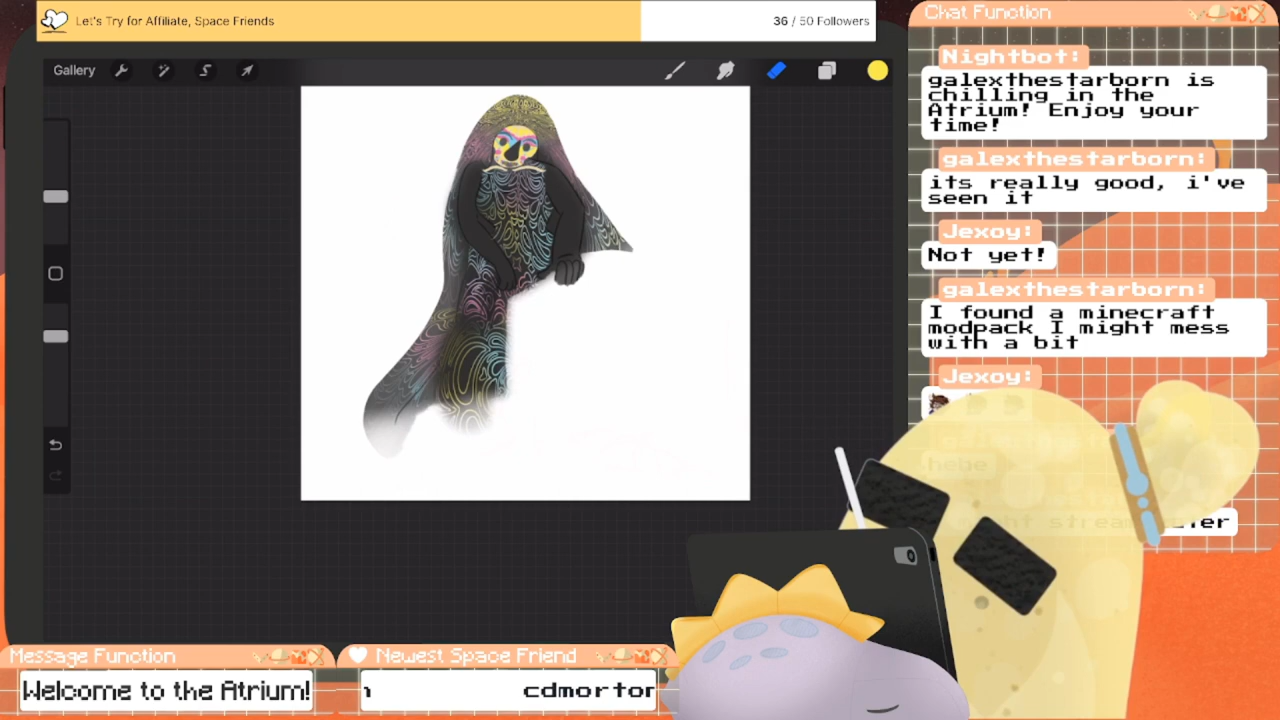 Let's Try for Affiliate, Space Friends
36 / 50 Followers
Gallery
Chat Function
Nightbot:
galexthestarborn is
chilling in the
Atrium! Enjoy your
time!
galexthestarborn:
its really good, i've
seen it
Jexoy:
Not yet!
galexthestarborn:
I found a minecraft
modpack I might mess
with a bit
Jexoy:
hehe
Message Function
Newest Space Friend
Welcome to the Atrium!
cdmorton